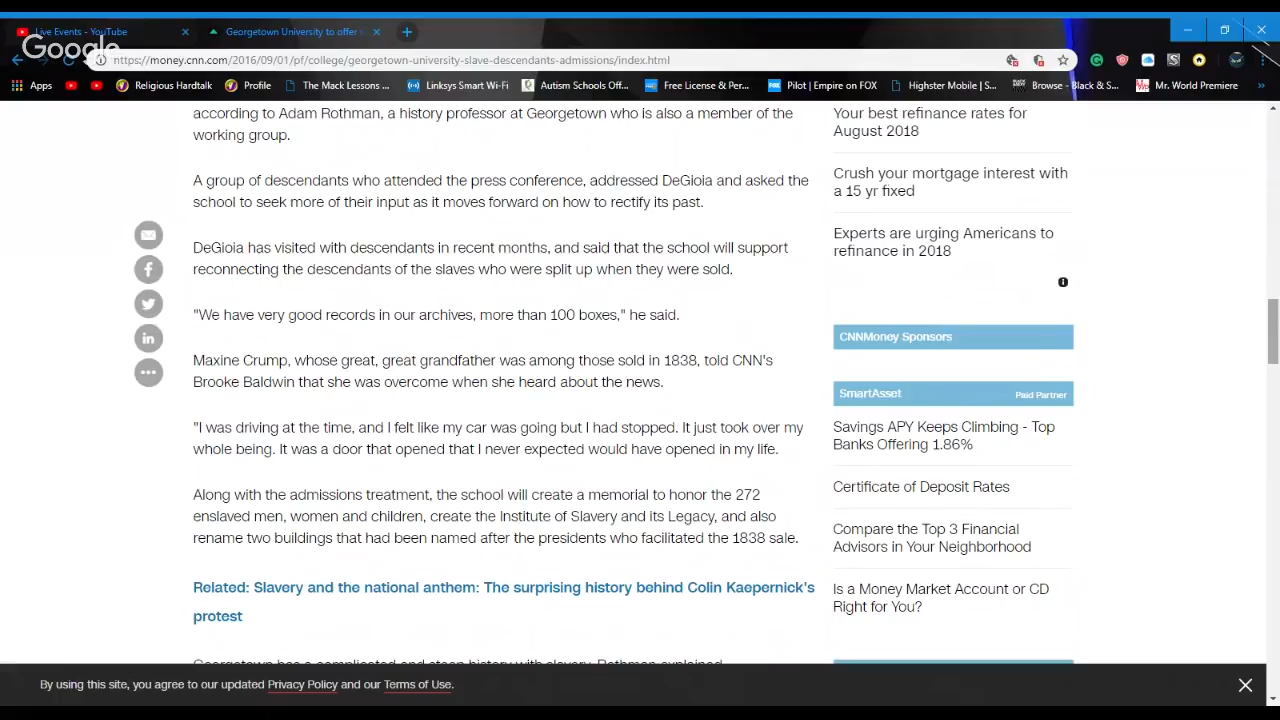 Live Events - YouTube
Georgetown University to offer
Google
https://money.cnn.com/2016/09/01/pf/college/georgetown-university-slave-descendants-admissions/index.html
Apps
Religious Hardtalk
Profile
The Mack Lessons ...
Linksys Smart Wi-Fi
Autism Schools Off...
Free License & Per...
Pilot | Empire on FOX
Highster Mobile | S...
Browse - Black & S...
Mr. World Premiere
according to Adam Rothman, a history professor at Georgetown who is also a member of the
working group.
A group of descendants who attended the press conference, addressed DeGioia and asked the
school to seek more of their input as it moves forward on how to rectify its past.
DeGioia has visited with descendants in recent months, and said that the school will support
reconnecting the descendants of the slaves who were split up when they were sold.
"We have very good records in our archives, more than 100 boxes," he said.
Maxine Crump, whose great, great grandfather was among those sold in 1838, told CNN's
Brooke Baldwin that she was overcome when she heard about the news.
"I was driving at the time, and I felt like my car was going but I had stopped. It just took over my
whole being. It was a door that opened that I never expected would have opened in my life.
Along with the admissions treatment, the school will create a memorial to honor the 272
enslaved men, women and children, create the Institute of Slavery and its Legacy, and also
rename two buildings that had been named after the presidents who facilitated the 1838 sale.
Related: Slavery and the national anthem: The surprising history behind Colin Kaepernick's
protest
Georgetown has a complicated and steep history with slavery, Rothman explained.
Your best refinance rates for
August 2018
Crush your mortgage interest with
a 15 yr fixed
Experts are urging Americans to
refinance in 2018
CNNMoney Sponsors
SmartAsset
Paid Partner
Savings APY Keeps Climbing - Top
Banks Offering 1.86%
Certificate of Deposit Rates
Compare the Top 3 Financial
Advisors in Your Neighborhood
Is a Money Market Account or CD
Right for You?
By using this site, you agree to our updated Privacy Policy and our Terms of Use.